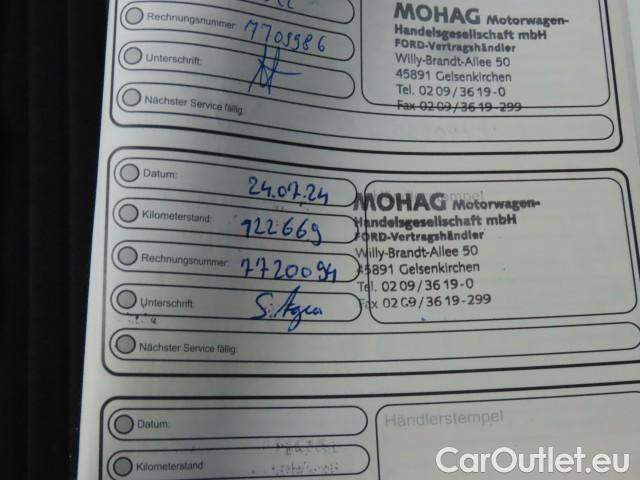 Rechnungsnummer: 7709986
Unterschrift:
Nächster Service fällig:
MOHAG Motorwagen-
Handelsgesellschaft mbH
FORD-Vertragshändler
Willy-Brandt-Allee 50
45891 Gelsenkirchen
Tel. 02 09/36 19-0
Fax 02 09/36 19-299
Datum: 24.07.24
Kilometerstand: 122669
Rechnungsnummer: 7720094
Unterschrift:
Nächster Service fällig:
MOHAG Motorwagen-
Handelsgesellschaft mbH
FORD-Vertragshändler
Willy-Brandt-Allee 50
45891 Gelsenkirchen
Tel. 02 09/36 19-0
Fax 02 09/36 19-299
Datum:
Kilometerstand:
Händlerstempel
CarOutlet.eu